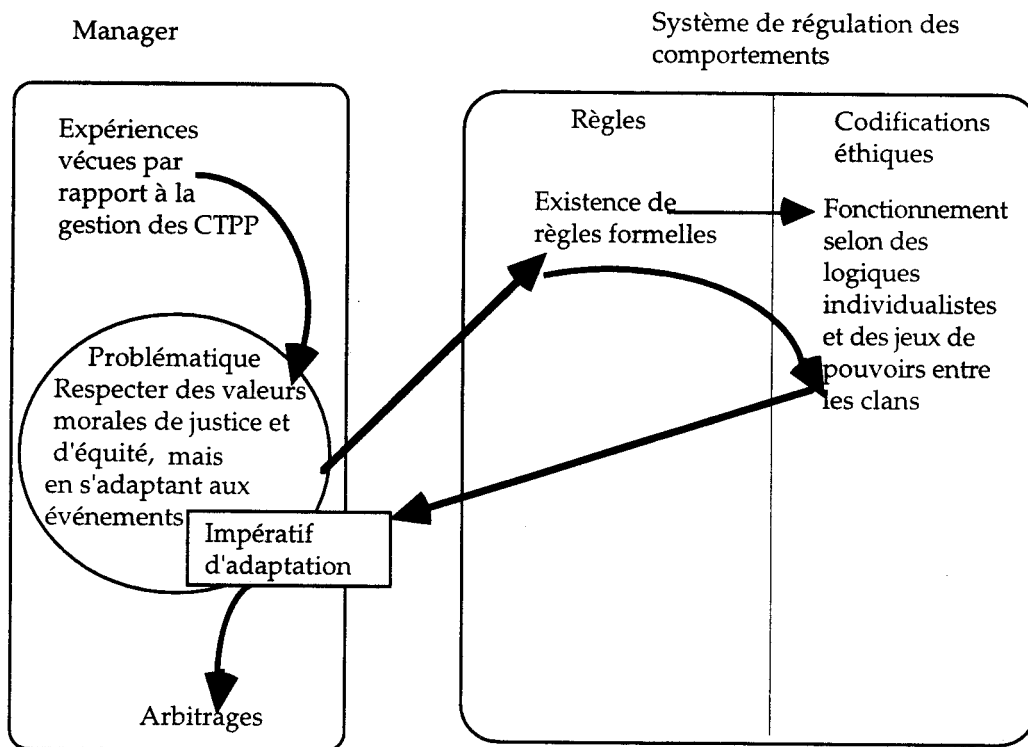 Manager
Système de régulation des
comportements
Expériences
vécues par
rapport à la
gestion des CTPP
Problématique
Respecter des valeurs
morales de justice et
d'équité, mais
en s'adaptant aux
événements
Impératif
d'adaptation
Arbitrages
Règles
Existence de
règles formelles
Codifications
éthiques
Fonctionnement
selon des
logiques
individualistes
et des jeux de
pouvoirs entre
les clans